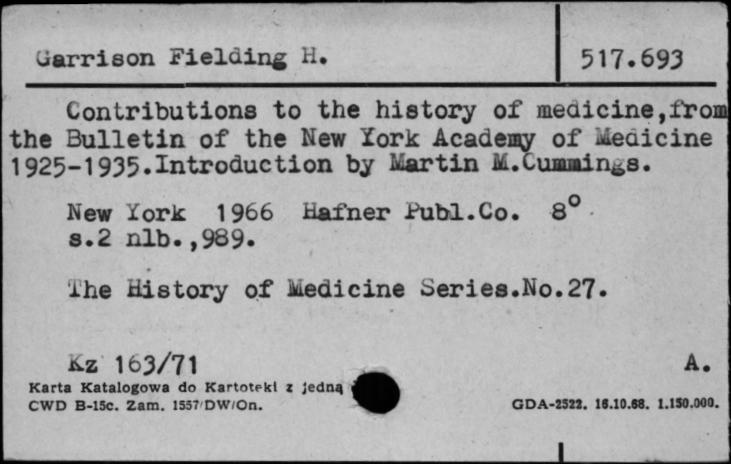 Garrison Fielding H. 517.693
Contributions to the history of medicine,from
the Bulletin of the New York Academy of Medicine
1925-1935.Introduction by Martin M.Cummings.
New York 1966 Hafner Publ.Co. 8°
s.2 nlb.,989.
The History of Medicine Series.No.27.
Kz 163/71 A.
Karta Katalogowa do Kartoteki z jedną
CWD B-15c. Zam. 1557/DW/On. GDA-2522. 16.10.68. 1.150.000.